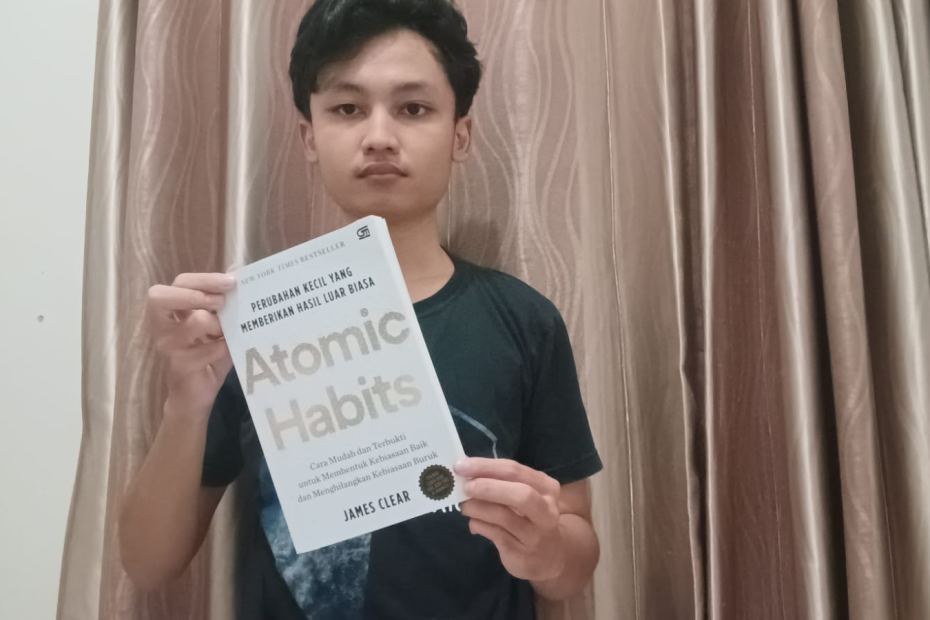 NEW YORK TIMES BESTSELLER
PERUBAHAN KECIL YANG
MEMBERIKAN HASIL LUAR BIASA
Atomic
Habits
Cara Mudah dan Terbukti
untuk Membentuk Kebiasaan Baik
dan Menghilangkan Kebiasaan Buruk
JAMES CLEAR